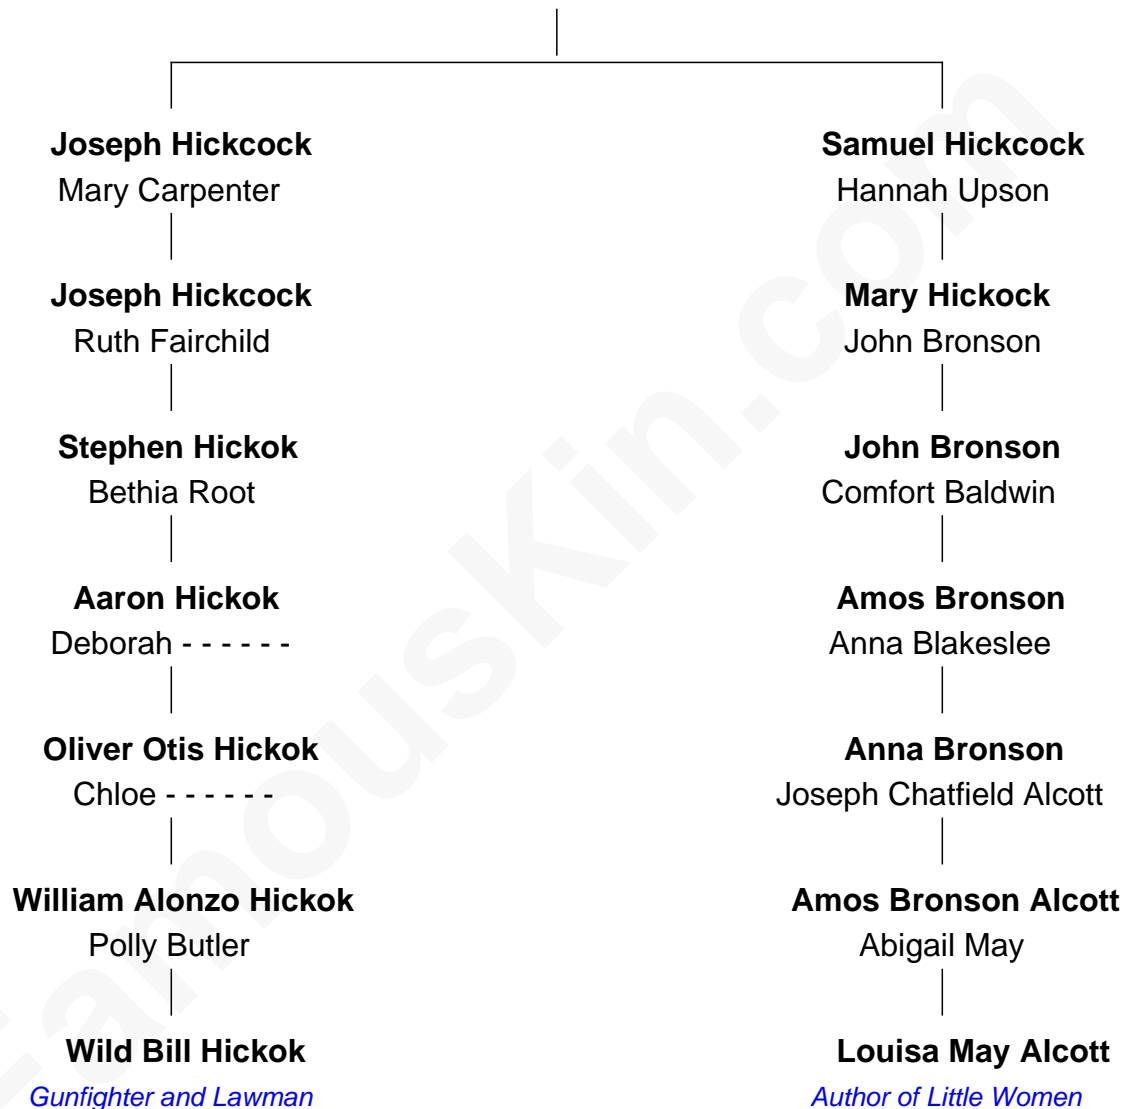 Joseph Hickcock
Mary Carpenter
Joseph Hickcock
Ruth Fairchild
Stephen Hickok
Bethia Root
Aaron Hickok
Deborah - - - - - -
Oliver Otis Hickok
Chloe - - - - - -
William Alonzo Hickok
Polly Butler
Wild Bill Hickok
Gunfighter and Lawman
Samuel Hickcock
Hannah Upson
Mary Hickock
John Bronson
John Bronson
Comfort Baldwin
Amos Bronson
Anna Blakeslee
Anna Bronson
Joseph Chatfield Alcott
Amos Bronson Alcott
Abigail May
Louisa May Alcott
Author of Little Women
FamousKin.com